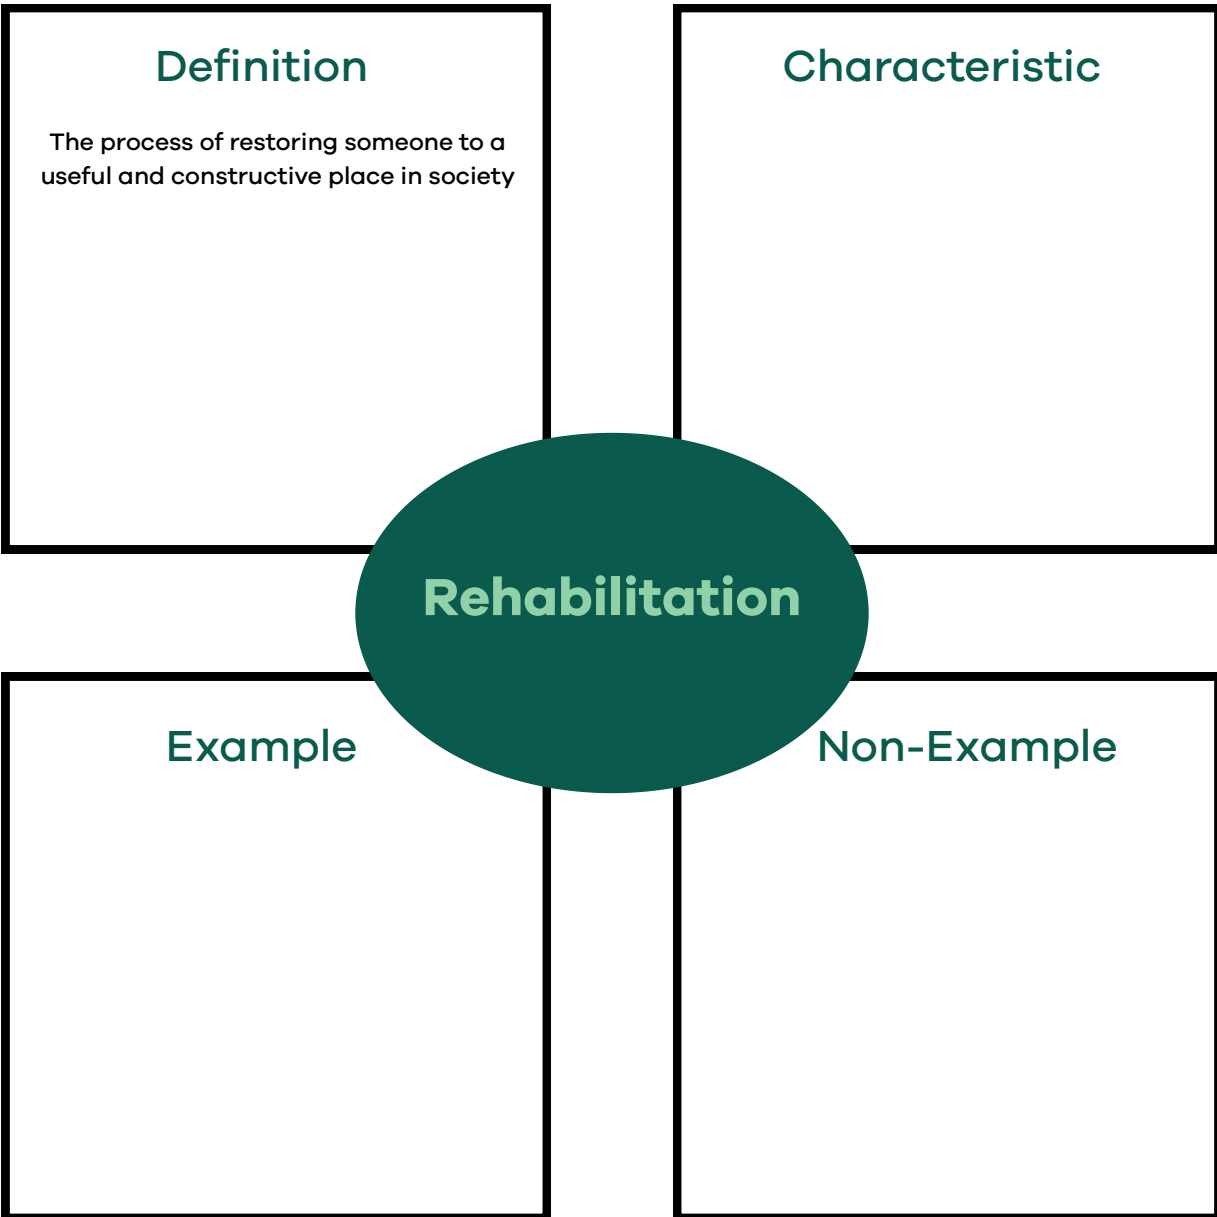 Definition
The process of restoring someone to a
useful and constructive place in society
Characteristic
Rehabilitation
Example
Non-Example